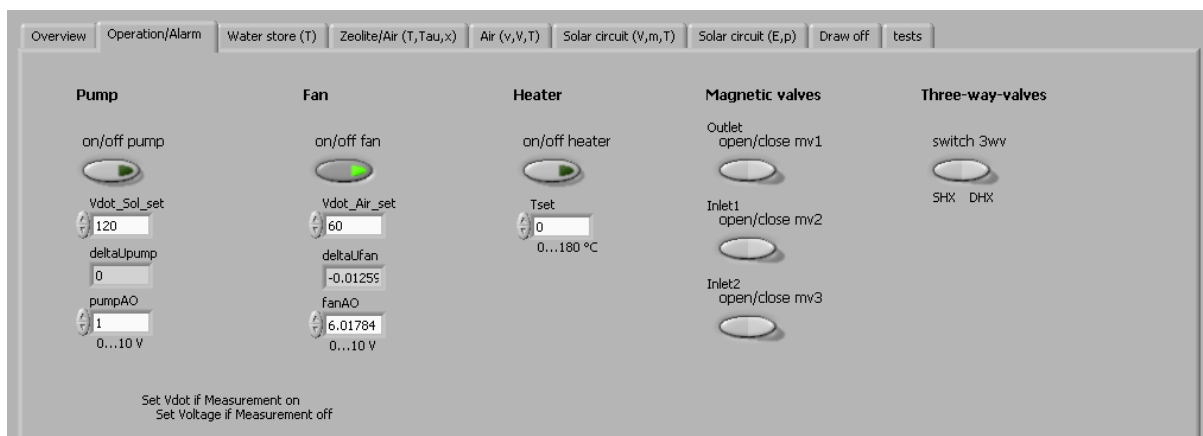 Overview Operation/Alarm Water store (T) Zeolite/Air (T,Tau,x) Air (v,V,T) Solar circuit (V,m,T) Solar circuit (E,p) Draw off tests
Pump Fan Heater Magnetic valves Three-way-valves
on/off pump
Vdot_Sol_set
120
deltaUpump
0
pumpAO
1
0...10 V
on/off fan
Vdot_Air_set
60
deltaUfan
-0.01259
fanAO
6.01784
0...10 V
on/off heater
Tset
0
0...180 °C
Outlet
open/close mv1
Inlet1
open/close mv2
Inlet2
open/close mv3
switch 3wv
SHX DHX
Set Vdot if Measurement on
Set Voltage if Measurement off